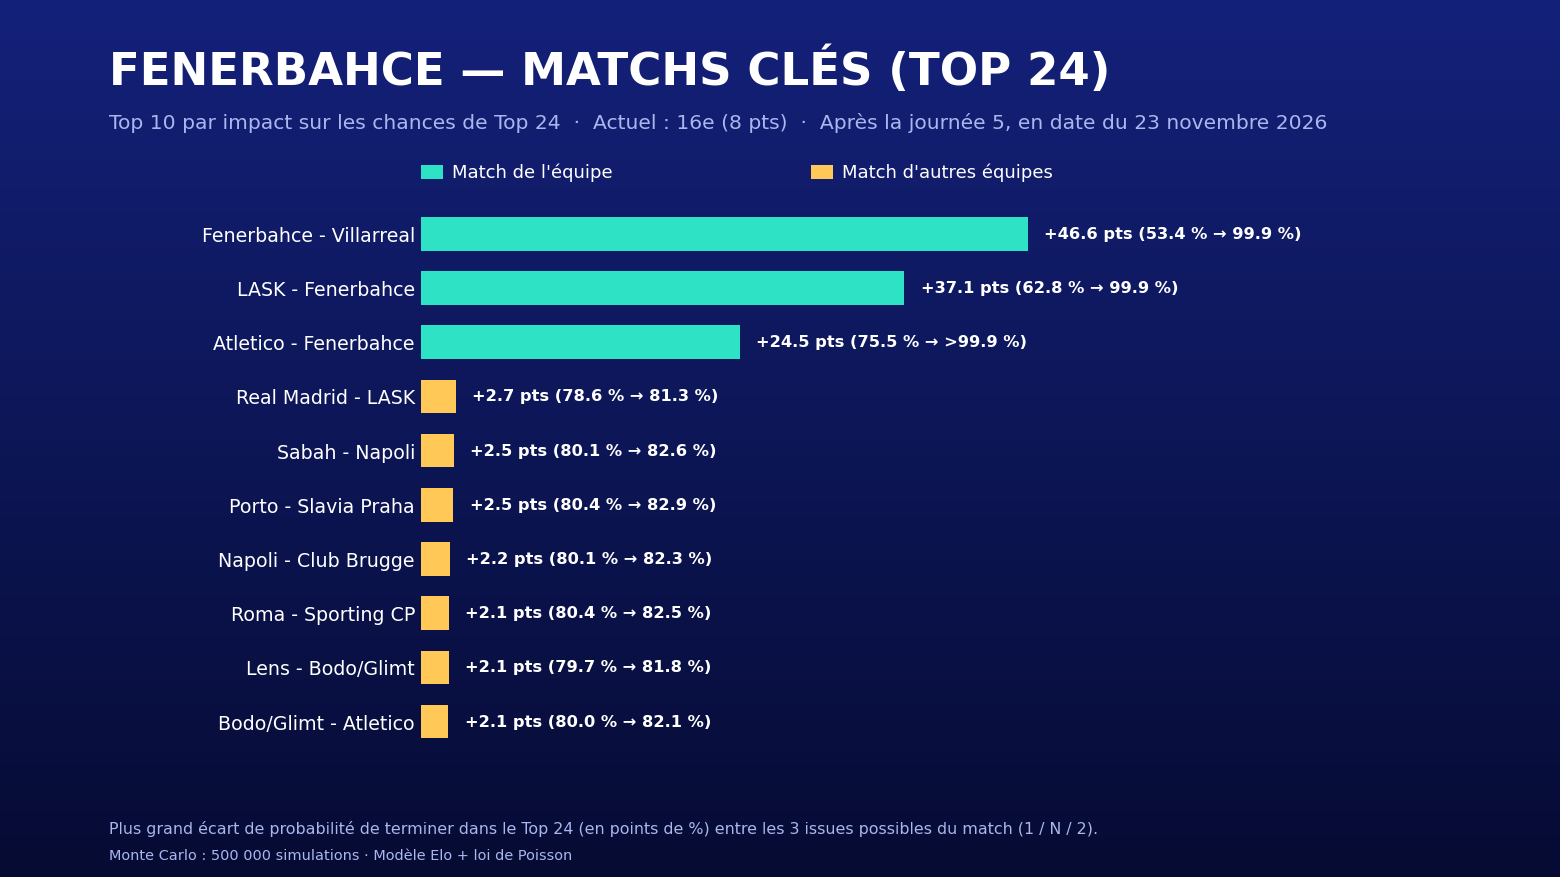 FENERBAHCE — MATCHS CLÉS (TOP 24)
Top 10 par impact sur les chances de Top 24 · Actuel : 16e (8 pts) · Après la journée 5, en date du 23 novembre 2026
Match de l'équipe Match d'autres équipes
Fenerbahce - Villarreal +46.6 pts (53.4 % → 99.9 %)
LASK - Fenerbahce +37.1 pts (62.8 % → 99.9 %)
Atletico - Fenerbahce +24.5 pts (75.5 % → >99.9 %)
Real Madrid - LASK +2.7 pts (78.6 % → 81.3 %)
Sabah - Napoli +2.5 pts (80.1 % → 82.6 %)
Porto - Slavia Praha +2.5 pts (80.4 % → 82.9 %)
Napoli - Club Brugge +2.2 pts (80.1 % → 82.3 %)
Roma - Sporting CP +2.1 pts (80.4 % → 82.5 %)
Lens - Bodo/Glimt +2.1 pts (79.7 % → 81.8 %)
Bodo/Glimt - Atletico +2.1 pts (80.0 % → 82.1 %)
Plus grand écart de probabilité de terminer dans le Top 24 (en points de %) entre les 3 issues possibles du match (1 / N / 2).
Monte Carlo : 500 000 simulations · Modèle Elo + loi de Poisson